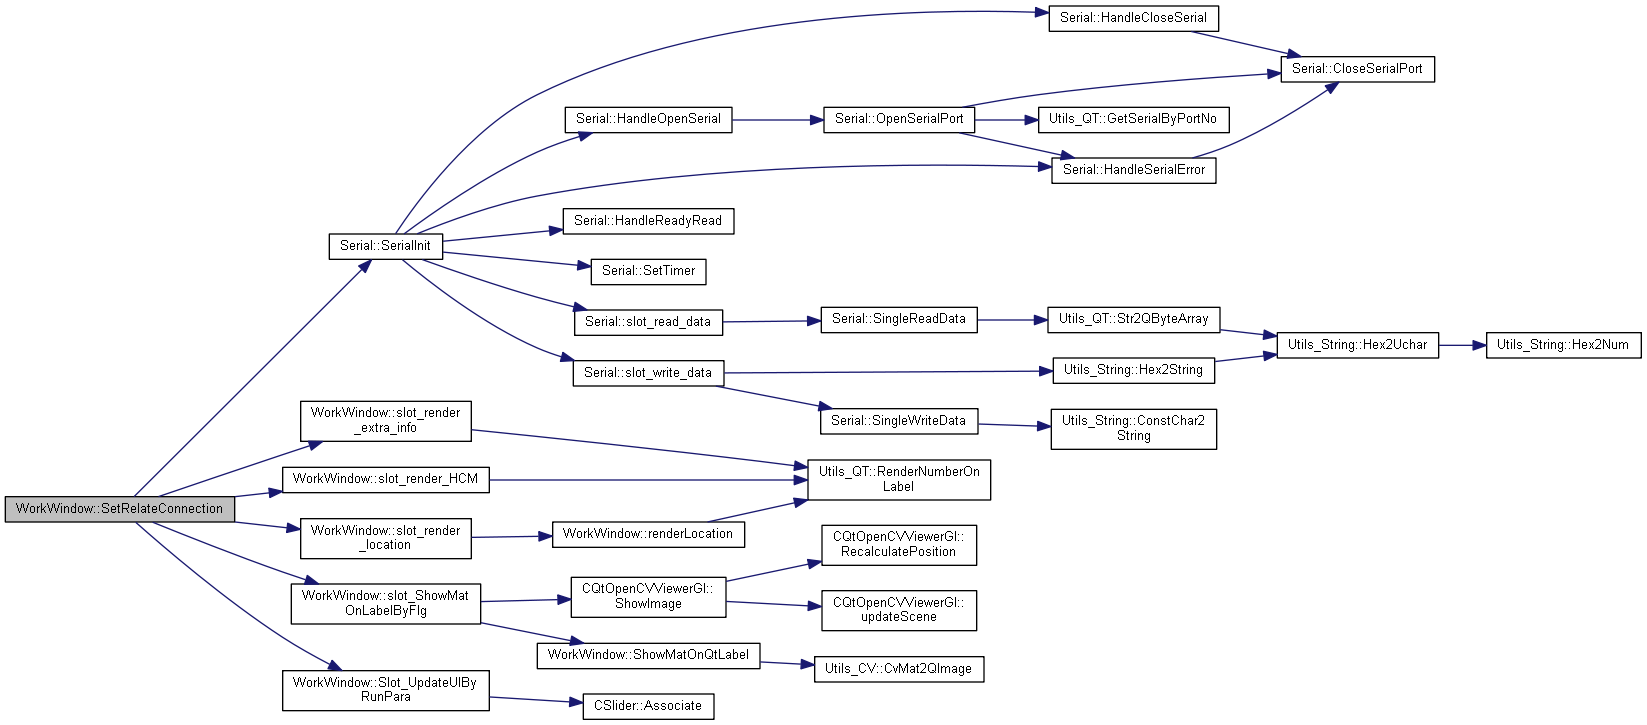 Serial::HandleCloseSerial
Serial::CloseSerialPort
Serial::HandleOpenSerial
Serial::OpenSerialPort
Utils_QT::GetSerialByPortNo
Serial::HandleSerialError
Serial::HandleReadyRead
Serial::SerialInit
Serial::SetTimer
Serial::slot_read_data
Serial::SingleReadData
Utils_QT::Str2QByteArray
Utils_String::Hex2Uchar
Utils_String::Hex2Num
Serial::slot_write_data
Utils_String::Hex2String
WorkWindow::slot_render
_extra_info
Serial::SingleWriteData
Utils_String::ConstChar2
String
WorkWindow::slot_render_HCM
Utils_QT::RenderNumberOn
Label
WorkWindow::SetRelateConnection
WorkWindow::slot_render
_location
WorkWindow::renderLocation
CQtOpenCVViewerGl::
RecalculatePosition
WorkWindow::slot_ShowMat
OnLabelByFlg
CQtOpenCVViewerGl::
ShowImage
CQtOpenCVViewerGl::
updateScene
WorkWindow::ShowMatOnQtLabel
Utils_CV::CvMat2QImage
WorkWindow::Slot_UpdateUIBy
RunPara
CSlider::Associate